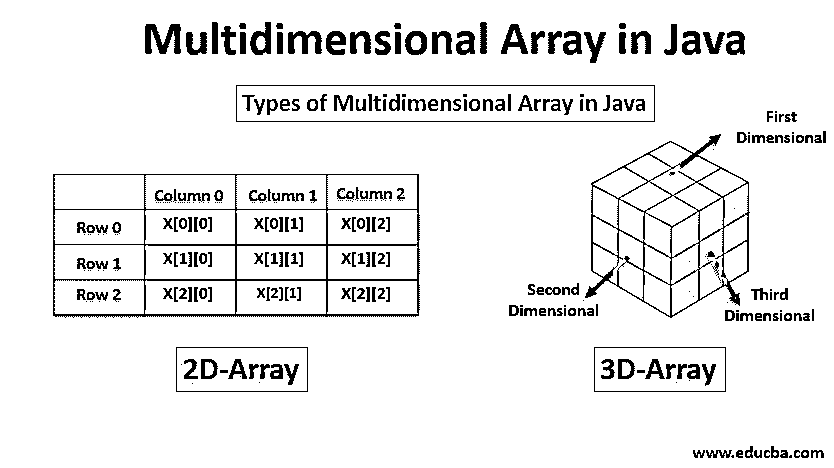 Multidimensional Array in Java
Types of Multidimensional Array in Java
Column 0 Column 1 Column 2
Row 0 X[0][0] X[0][1] X[0][2]
Row 1 X[1][0] X[1][1] X[1][2]
Row 2 X[2][0] X[2][1] X[2][2]
2D-Array
First
Dimensional
Second
Dimensional
Third
Dimensional
3D-Array
www.educba.com